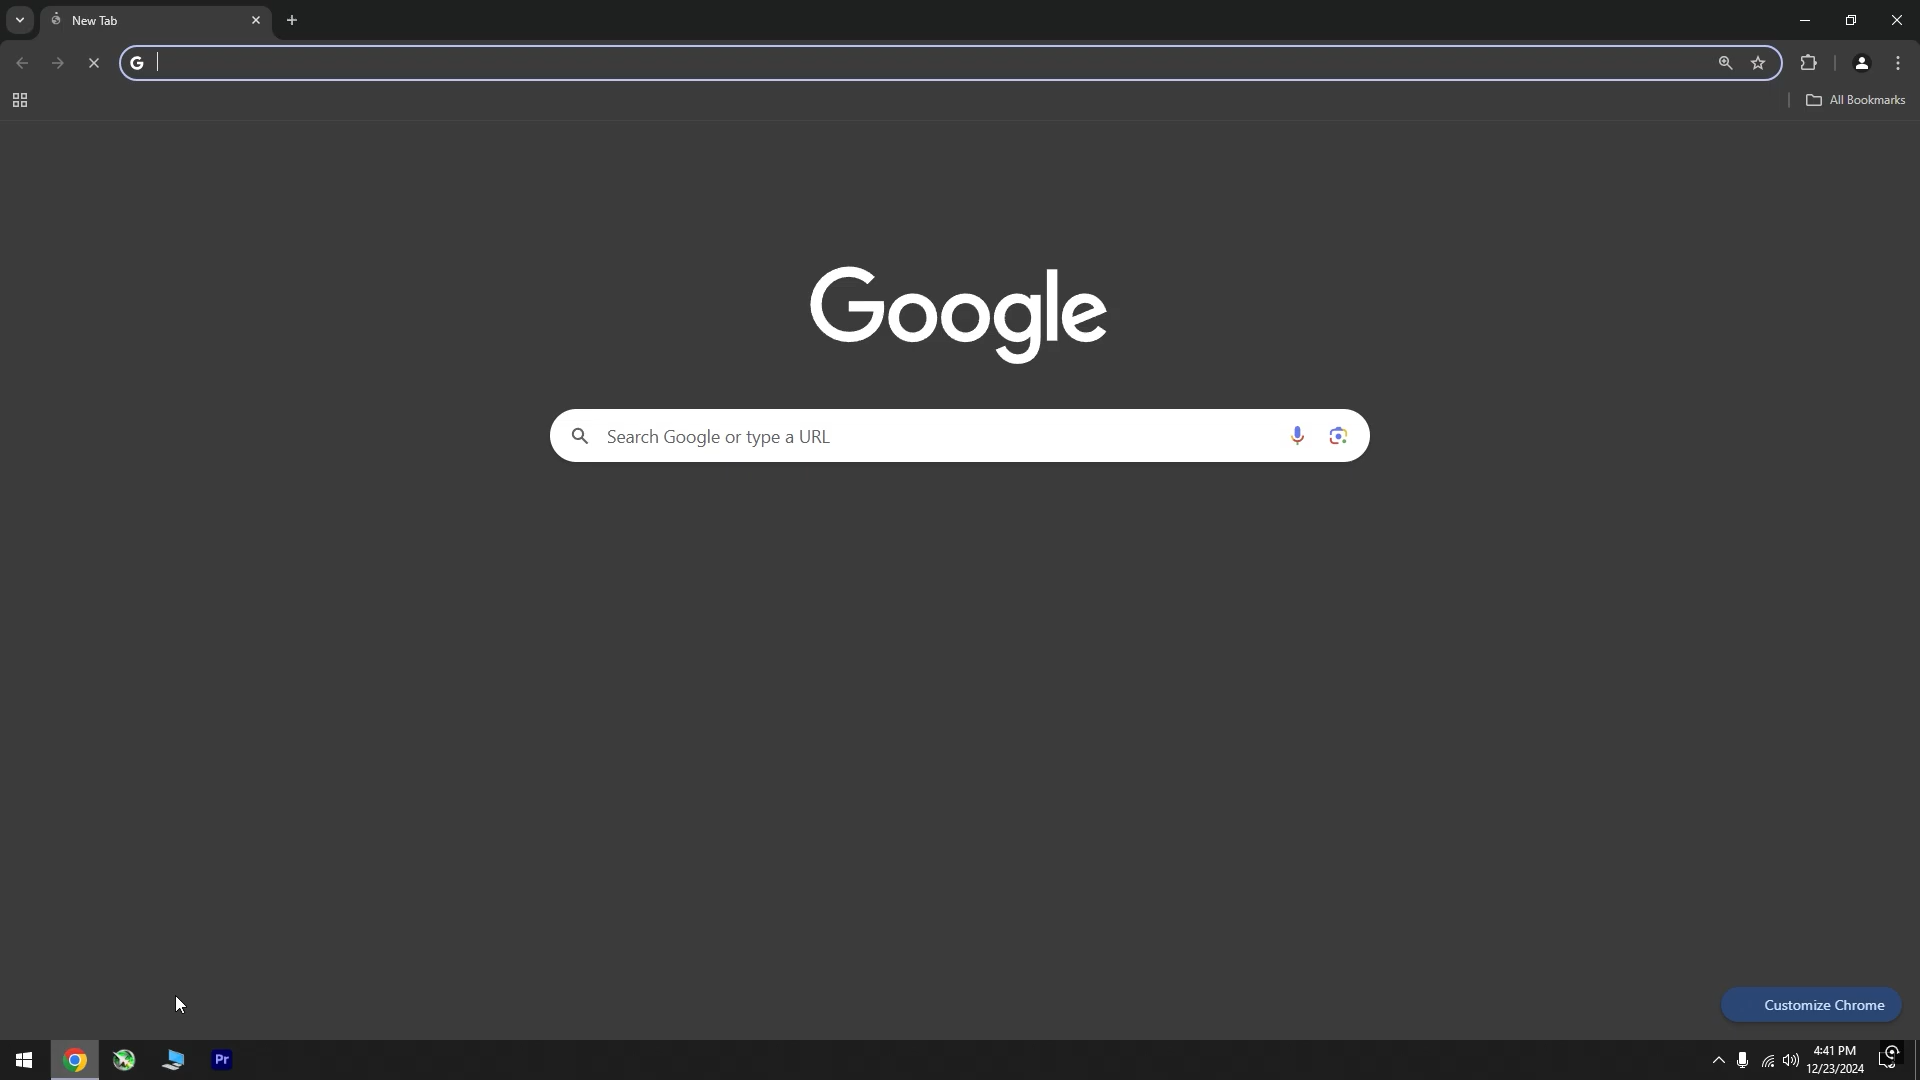 New Tab
All Bookmarks
Google
Search Google or type a URL
Customize Chrome
Pr
4:41 PM
12/23/2024